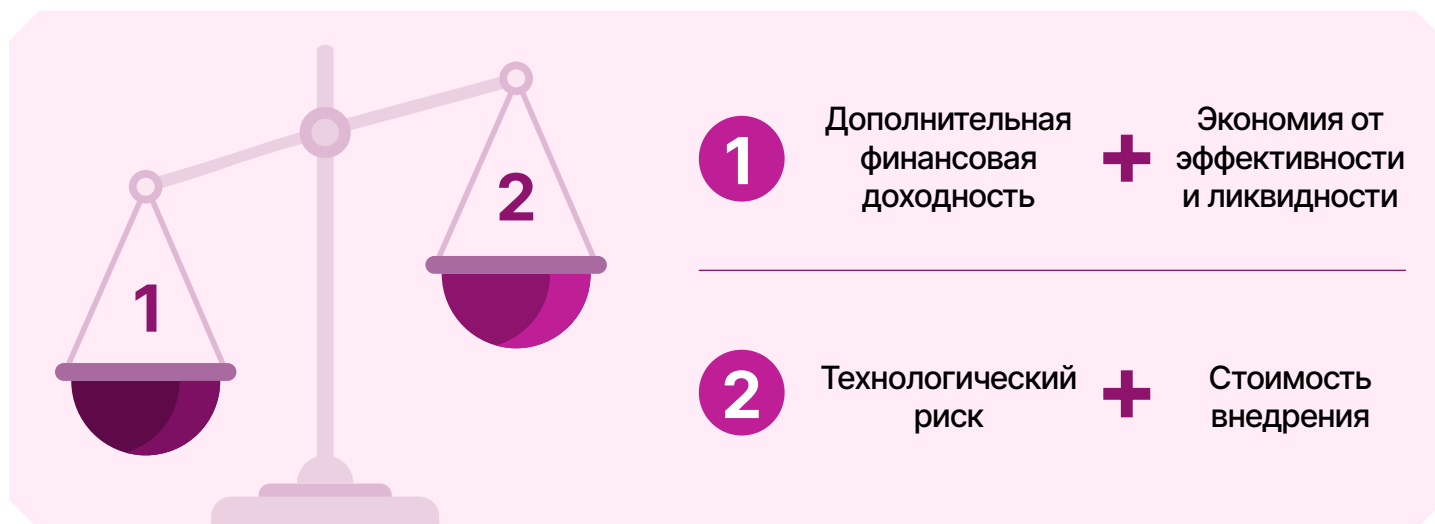 1
2
1
Дополнительная
финансовая
доходность
+
Экономия от
эффективности
и ликвидности
2
Технологический
риск
+
Стоимость
внедрения